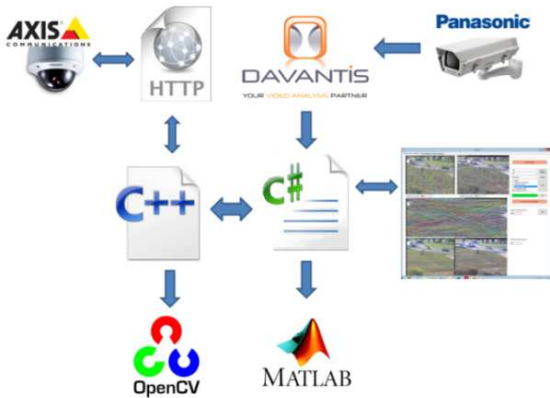 AXIS
COMMUNICATIONS
HTTP
DAVANTIS
YOUR VIDEO ANALYSIS PARTNER
Panasonic
C++
C#
OpenCV
MATLAB